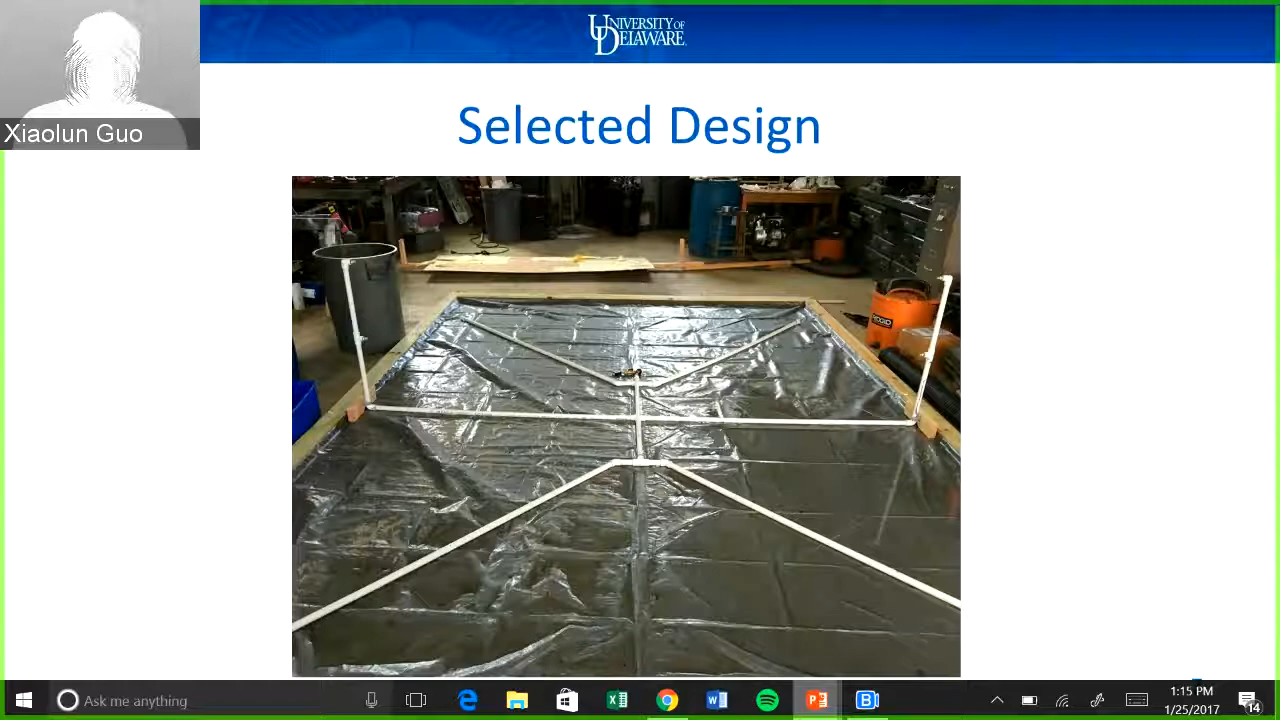 UNIVERSITY OF
DELAWARE
Xiaolun Guo
Selected Design
RIDGID
Ask me anything
1:15 PM
1/25/2017
14